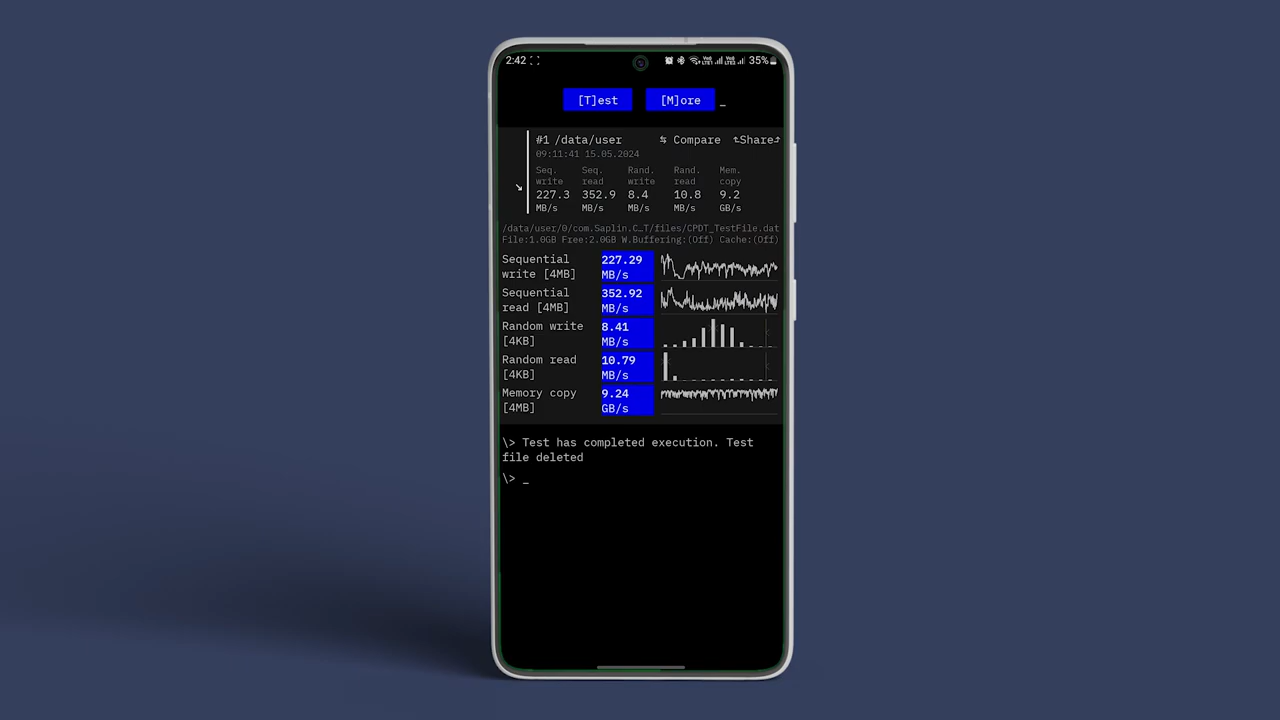 2:42 35%
[T]est [M]ore _
#1 /data/user ⇆ Compare Share
09:11:41 15.05.2024
Seq. Seq. Rand. Rand. Mem.
write read write read copy
227.3 352.9 8.4 10.8 9.2
MB/s MB/s MB/s MB/s GB/s
/data/user/0/com.Saplin.C_T/files/CPDT_TestFile.dat
File:1.0GB Free:2.0GB W.Buffering:(Off) Cache:(Off)
Sequential 227.29
write [4MB] MB/s
Sequential 352.92
read [4MB] MB/s
Random write 8.41
[4KB] MB/s
Random read 10.79
[4KB] MB/s
Memory copy 9.24
[4MB] GB/s
\> Test has completed execution. Test
file deleted
\> _